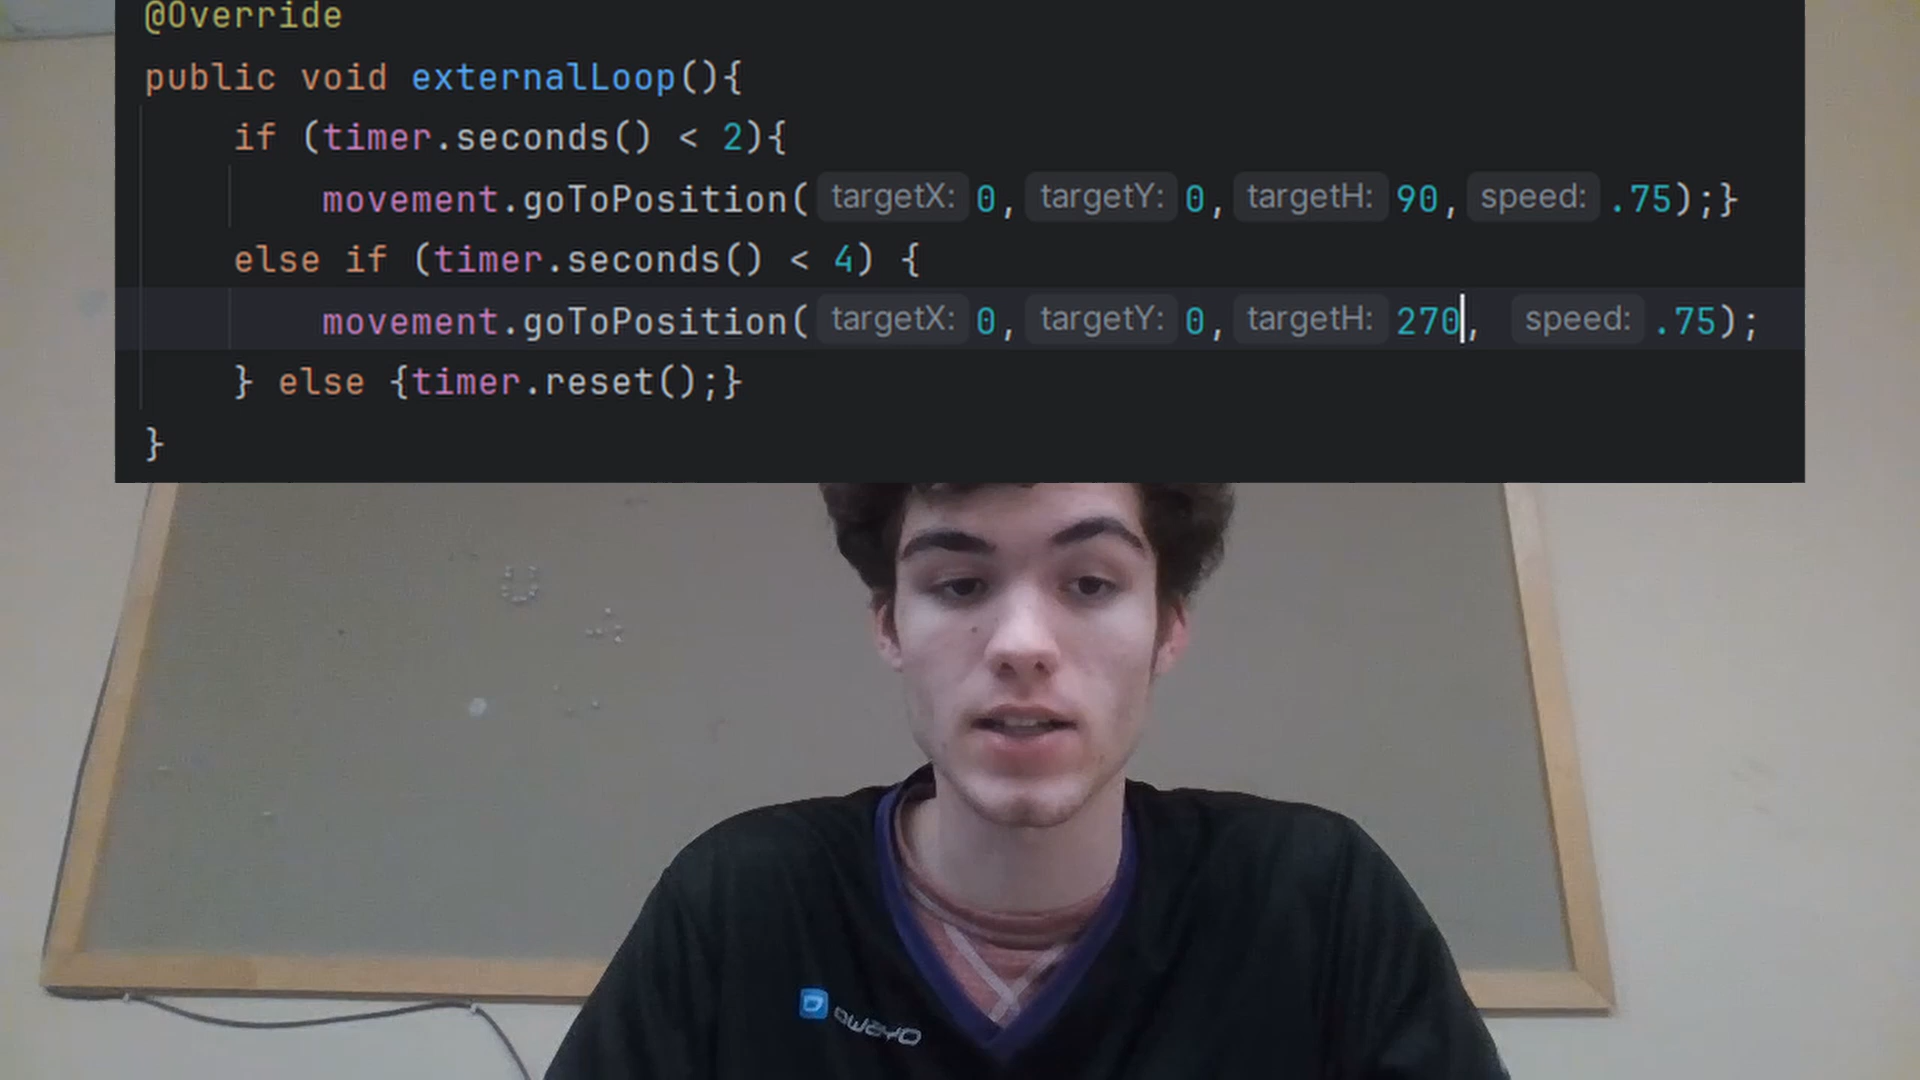 @Override
public void externalLoop(){
if (timer.seconds() < 2){
movement.goToPosition( targetX: 0, targetY: 0, targetH: 90, speed: .75);}
else if (timer.seconds() < 4) {
movement.goToPosition( targetX: 0, targetY: 0, targetH: 270, speed: .75);
} else {timer.reset();}
}
owayo